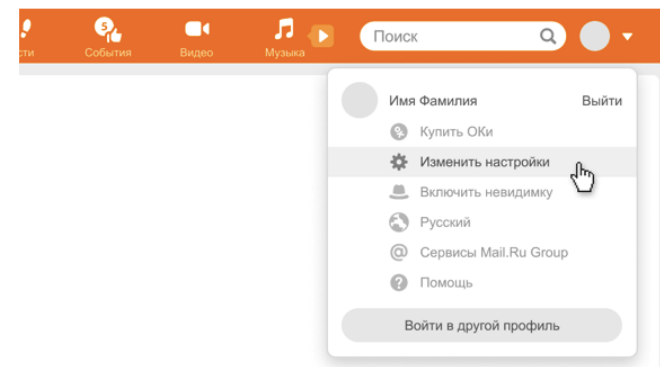 5
сти
События
Видео
Музыка
Поиск
Имя Фамилия
Выйти
Купить ОКи
Изменить настройки
Включить невидимку
Русский
@ Сервисы Mail.Ru Group
? Помощь
Войти в другой профиль